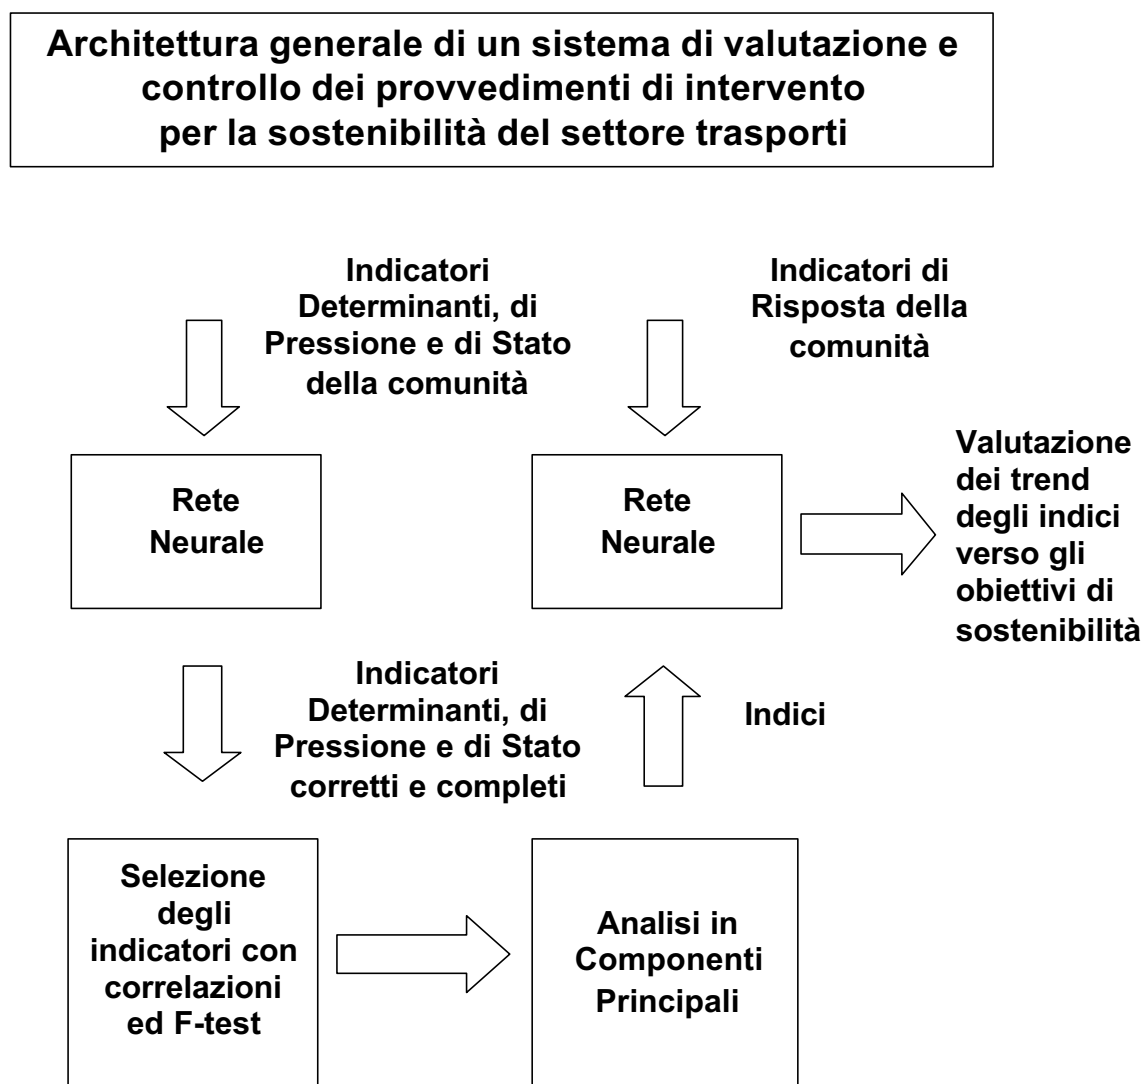 Architettura generale di un sistema di valutazione e
controllo dei provvedimenti di intervento
per la sostenibilità del settore trasporti
Indicatori
Determinanti, di
Pressione e di Stato
della comunità
Indicatori di
Risposta della
comunità
Rete
Neurale
Rete
Neurale
Valutazione
dei trend
degli indici
verso gli
obiettivi di
sostenibilità
Indicatori
Determinanti, di
Pressione e di Stato
corretti e completi
Indici
Selezione
degli
indicatori con
correlazioni
ed F-test
Analisi in
Componenti
Principali